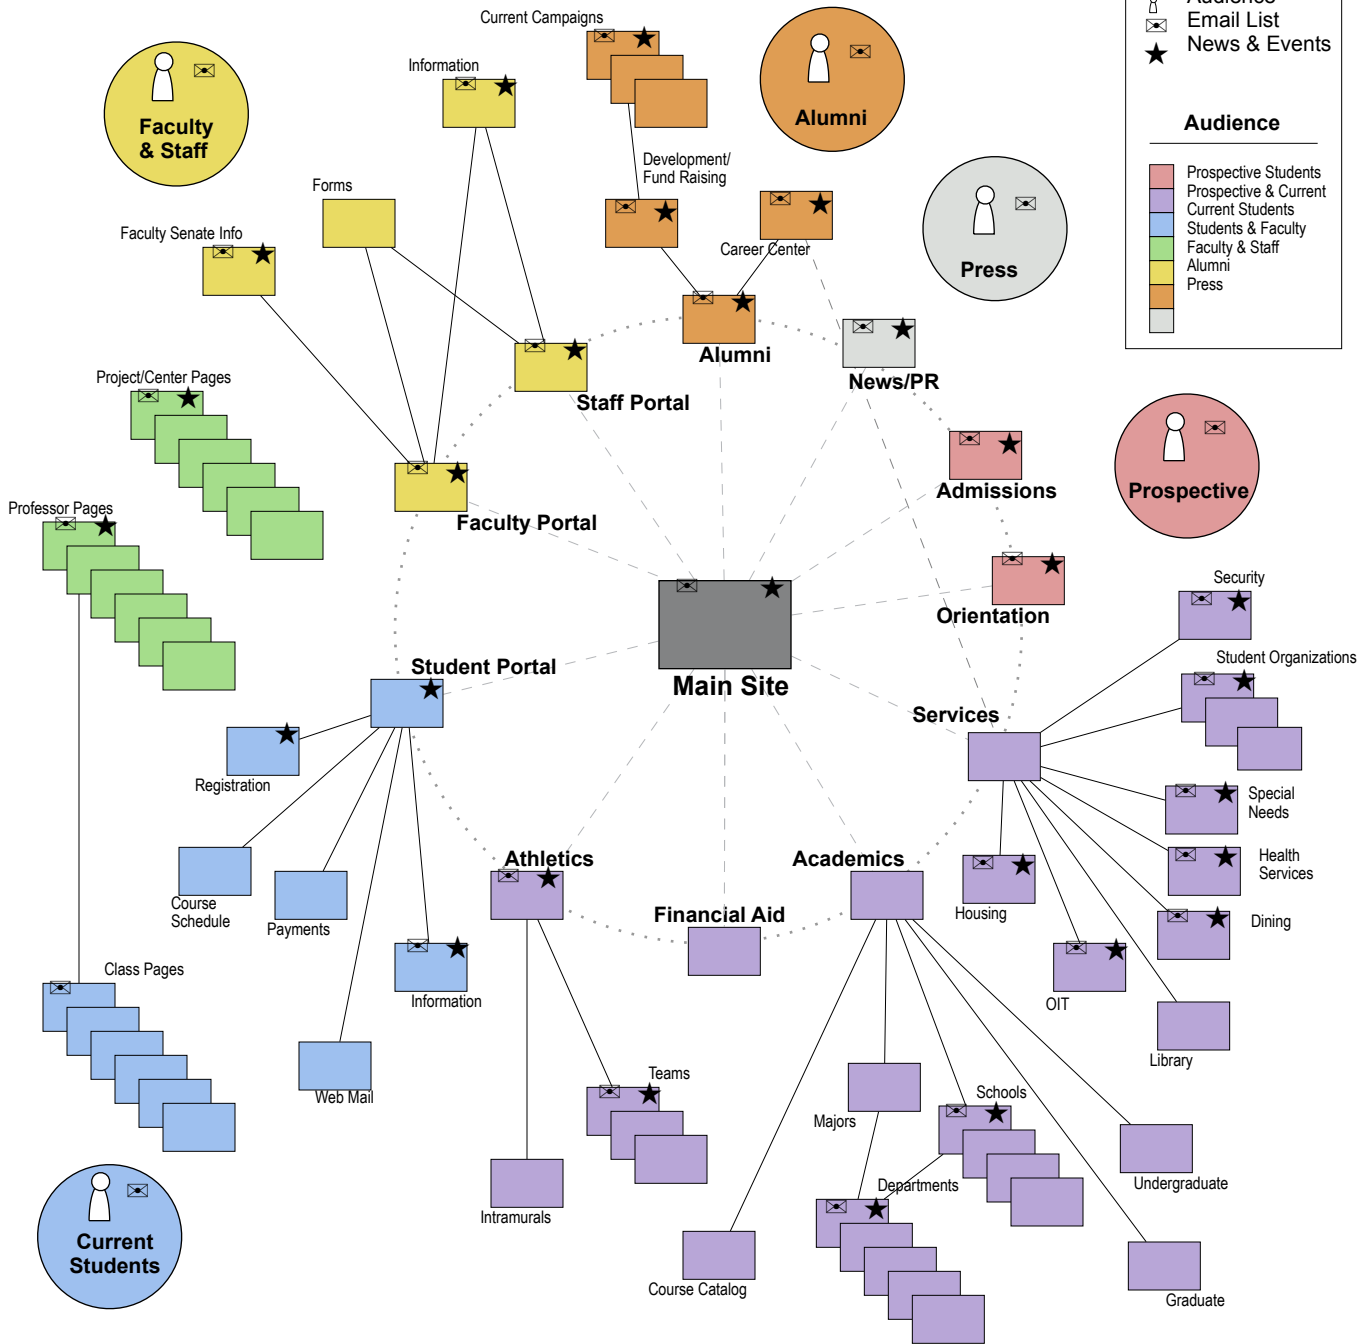 Audience
Email List
News & Events
Audience
Prospective Students
Prospective & Current
Current Students
Students & Faculty
Faculty & Staff
Alumni
Press
Current Campaigns
Information
Faculty
& Staff
Alumni
Development/
Fund Raising
Forms
Faculty Senate Info
Career Center
Press
Alumni
News/PR
Staff Portal
Project/Center Pages
Admissions
Prospective
Professor Pages
Faculty Portal
Security
Orientation
Student Organizations
Student Portal
Main Site
Services
Registration
Special
Needs
Athletics
Academics
Health
Services
Course
Schedule
Payments
Financial Aid
Housing
Dining
Class Pages
Information
OIT
Library
Web Mail
Teams
Schools
Majors
Undergraduate
Departments
Intramurals
Current
Students
Course Catalog
Graduate